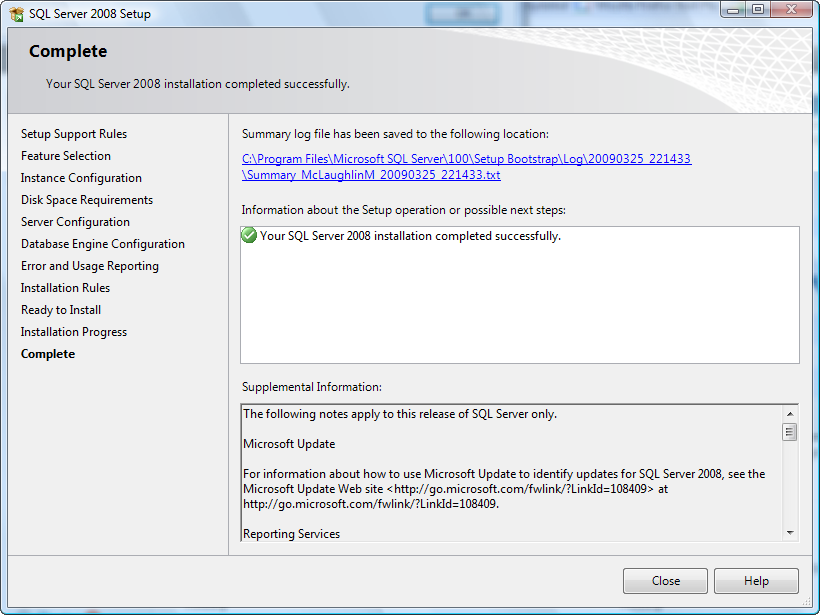 SQL Server 2008 Setup
Complete
Your SQL Server 2008 installation completed successfully.
Setup Support Rules
Feature Selection
Instance Configuration
Disk Space Requirements
Server Configuration
Database Engine Configuration
Error and Usage Reporting
Installation Rules
Ready to Install
Installation Progress
Complete
Summary log file has been saved to the following location:
C:\Program Files\Microsoft SQL Server\100\Setup Bootstrap\Log\20090325_221433
\Summary_McLaughlinM_20090325_221433.txt
Information about the Setup operation or possible next steps:
Your SQL Server 2008 installation completed successfully.
Supplemental Information:
The following notes apply to this release of SQL Server only.
Microsoft Update
For information about how to use Microsoft Update to identify updates for SQL Server 2008, see the
Microsoft Update Web site <http://go.microsoft.com/fwlink/?LinkId=108409> at
http://go.microsoft.com/fwlink/?LinkId=108409.
Reporting Services
Close
Help